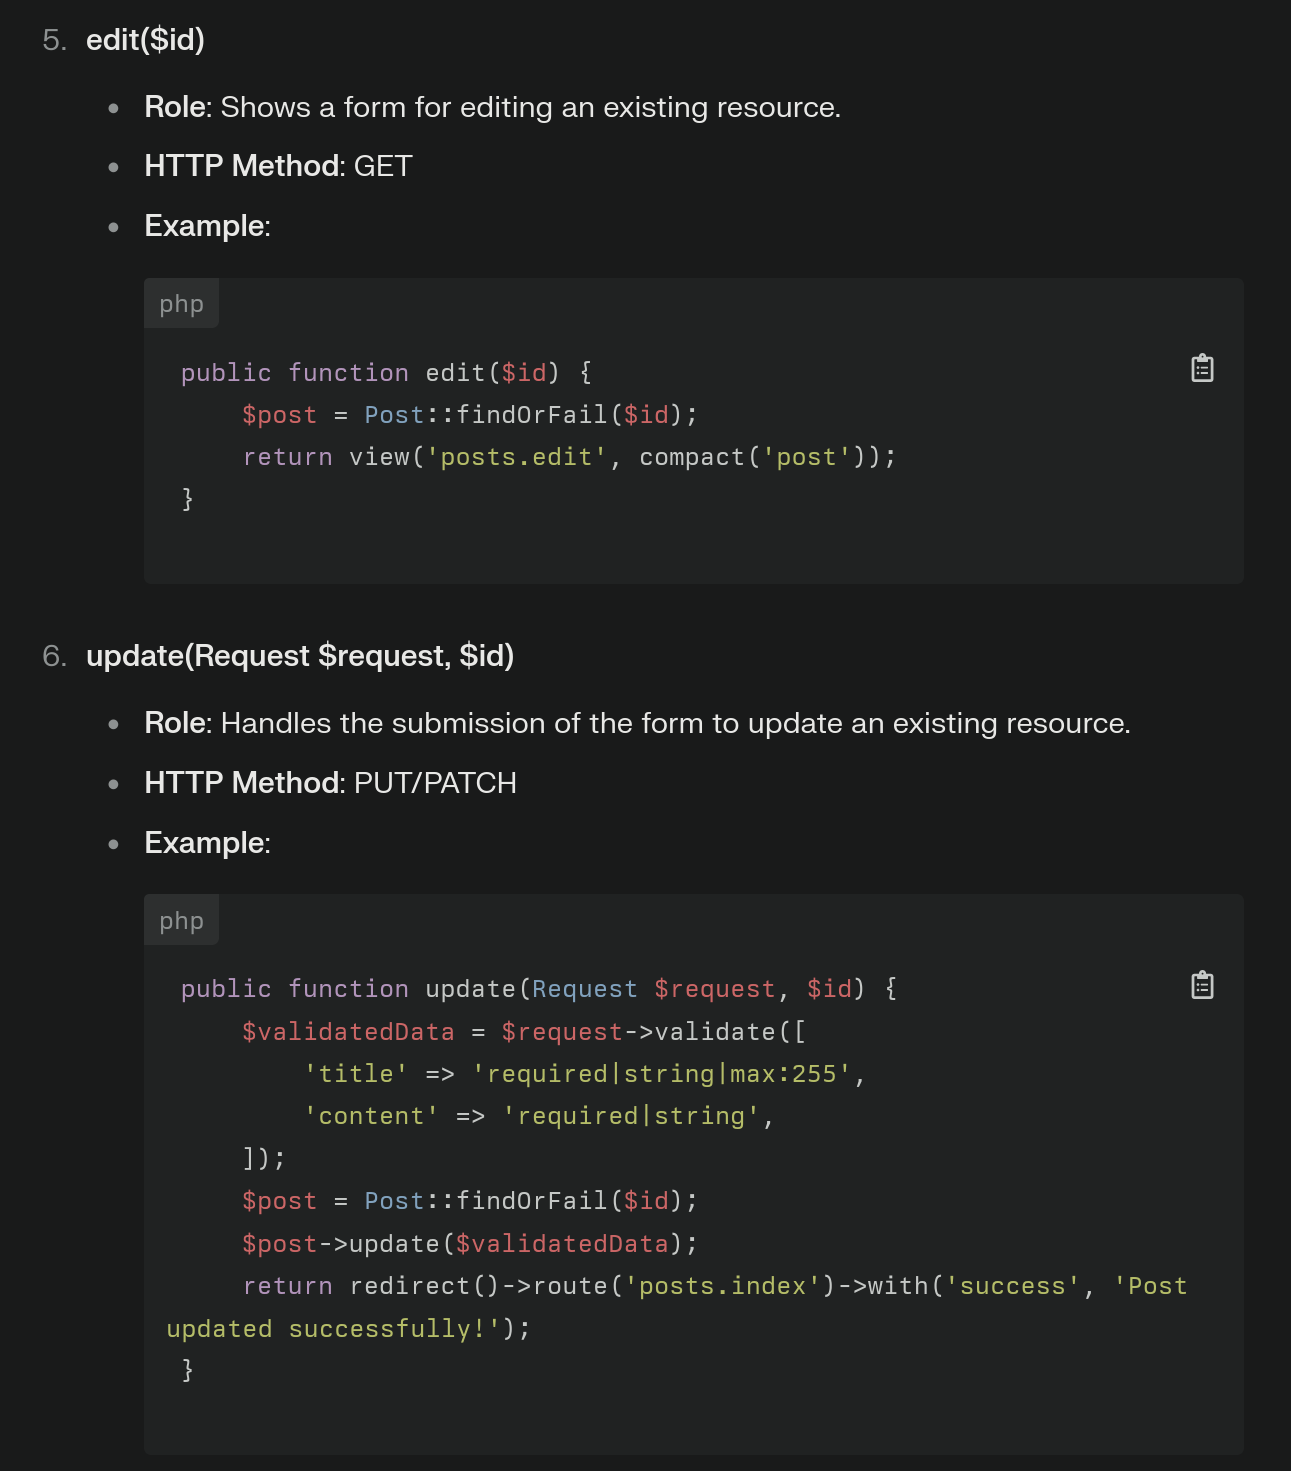 5. edit($id)
• Role: Shows a form for editing an existing resource.
• HTTP Method: GET
• Example:
php
public function edit($id) {
    $post = Post::findOrFail($id);
    return view('posts.edit', compact('post'));
}
6. update(Request $request, $id)
• Role: Handles the submission of the form to update an existing resource.
• HTTP Method: PUT/PATCH
• Example:
php
public function update(Request $request, $id) {
    $validatedData = $request->validate([
        'title' => 'required|string|max:255',
        'content' => 'required|string',
    ]);
    $post = Post::findOrFail($id);
    $post->update($validatedData);
    return redirect()->route('posts.index')->with('success', 'Post
updated successfully!');
}